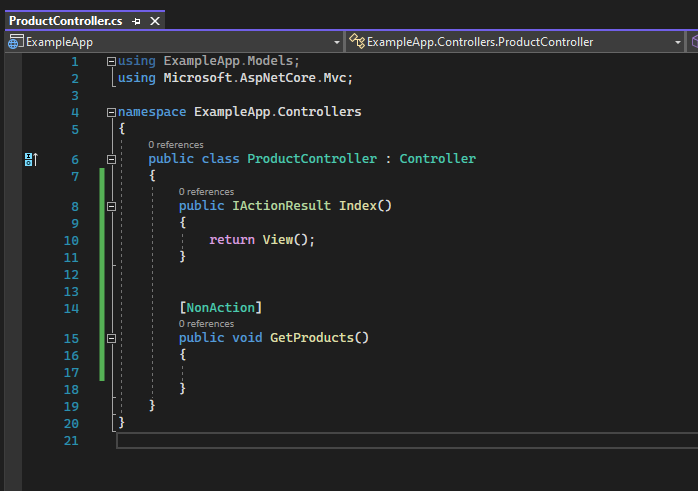 ProductController.cs
ExampleApp
ExampleApp.Controllers.ProductController
1 using ExampleApp.Models;
2 using Microsoft.AspNetCore.Mvc;
3
4 namespace ExampleApp.Controllers
5 {
0 references
6 public class ProductController : Controller
7 {
0 references
8 public IActionResult Index()
9 {
10 return View();
11 }
12
13
14 [NonAction]
0 references
15 public void GetProducts()
16 {
17
18 }
19 }
20 }
21